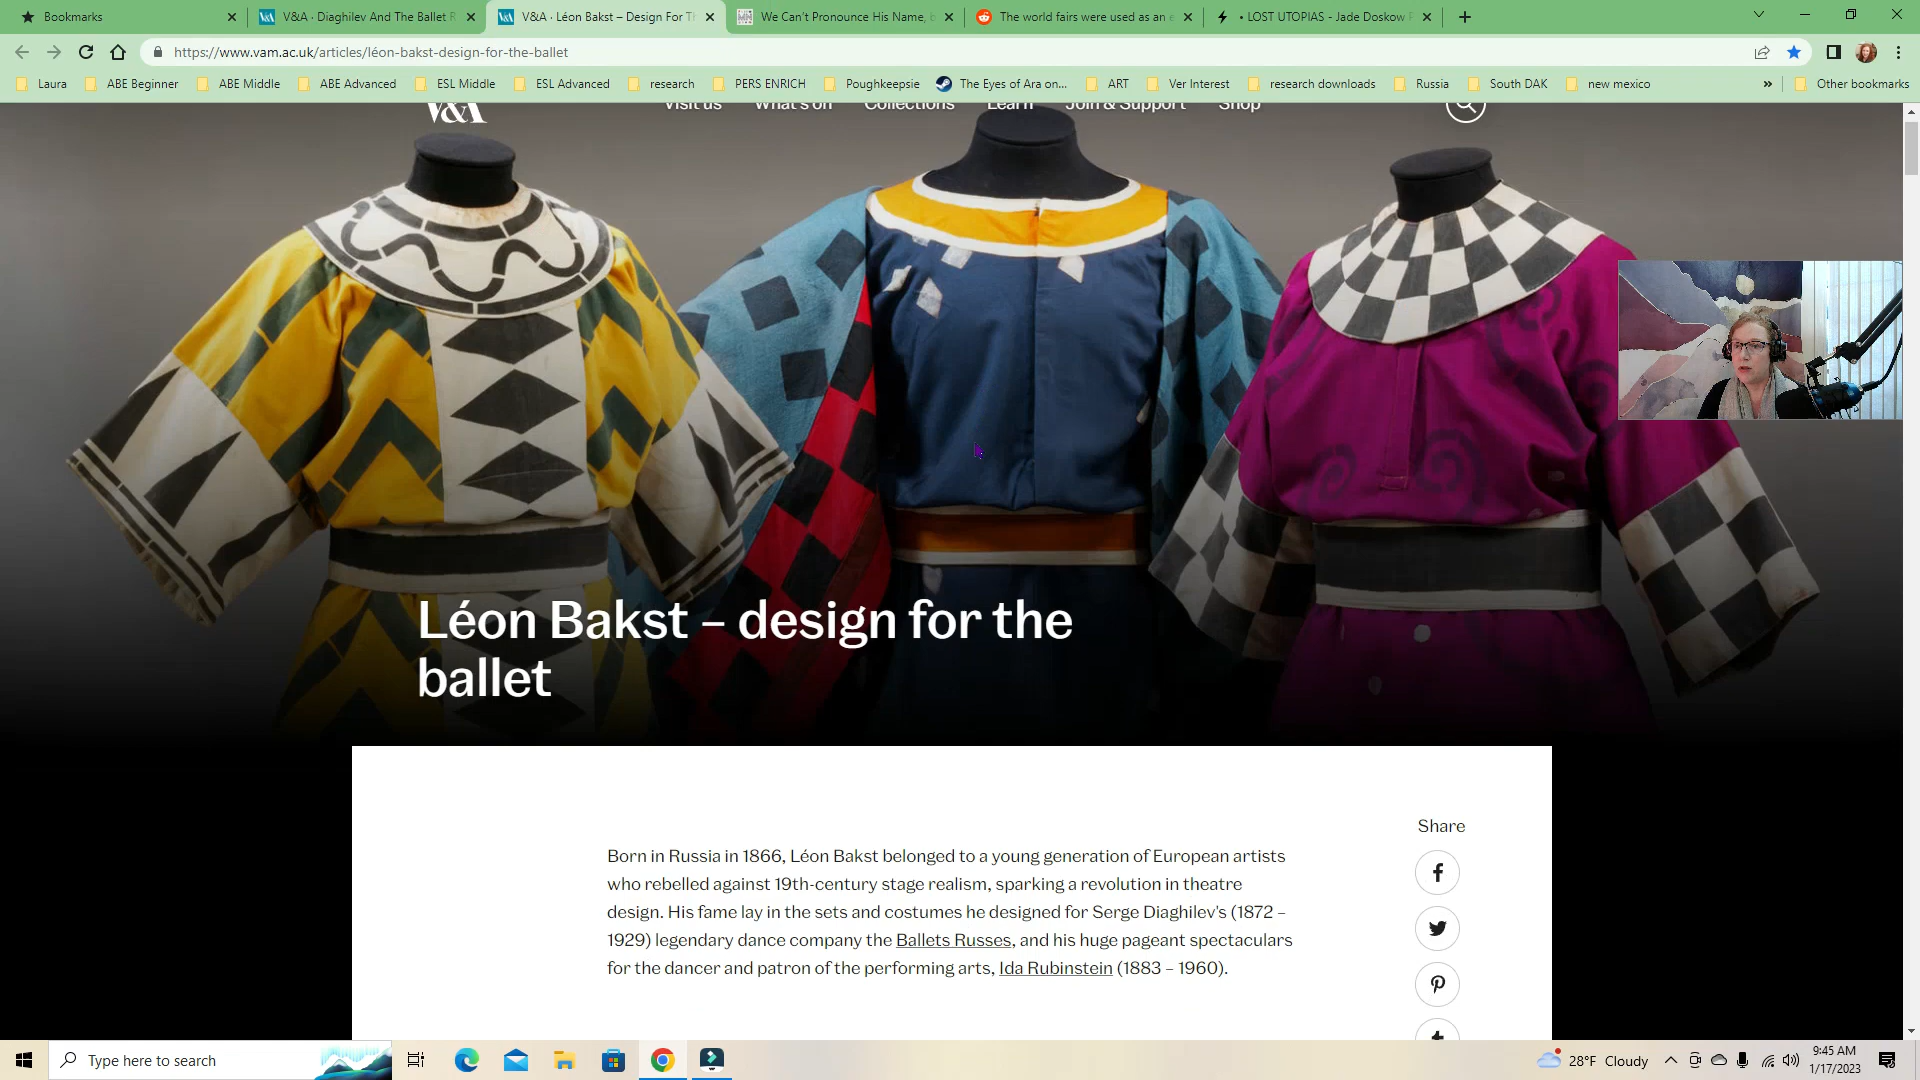 Bookmarks
V&A · Diaghilev And The Ballet R
V&A · Léon Bakst – Design For Th
We Can't Pronounce His Name, b
The world fairs were used as an e
• LOST UTOPIAS - Jade Doskow P
https://www.vam.ac.uk/articles/léon-bakst-design-for-the-ballet
Laura
ABE Beginner
ABE Middle
ABE Advanced
ESL Middle
ESL Advanced
research
PERS ENRICH
Poughkeepsie
The Eyes of Ara on...
ART
Ver Interest
research downloads
Russia
South DAK
new mexico
»
Other bookmarks
V&A
Visit us
What's on
Collections
Learn
Join & Support
Shop
Léon Bakst – design for the
ballet
Share
Born in Russia in 1866, Léon Bakst belonged to a young generation of European artists
who rebelled against 19th-century stage realism, sparking a revolution in theatre
design. His fame lay in the sets and costumes he designed for Serge Diaghilev's (1872 –
1929) legendary dance company the Ballets Russes, and his huge pageant spectaculars
for the dancer and patron of the performing arts, Ida Rubinstein (1883 – 1960).
Type here to search
28°F Cloudy
9:45 AM
1/17/2023